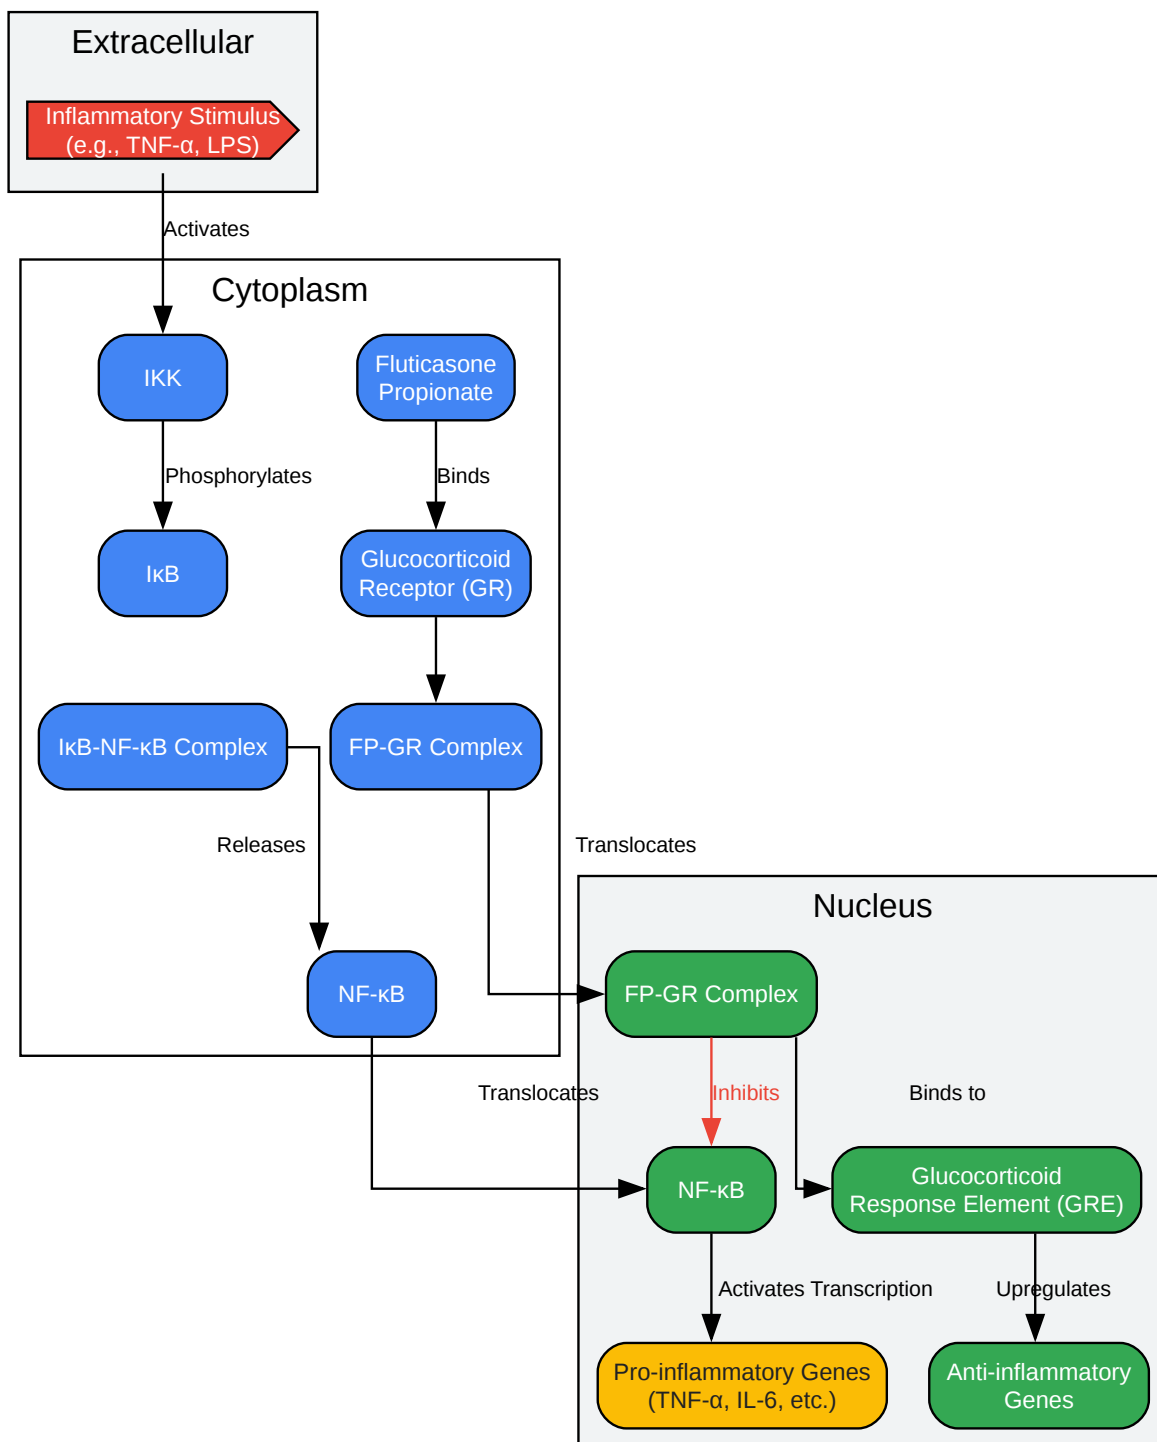 Extracellular
Inflammatory Stimulus
(e.g., TNF-α, LPS)
Activates
Cytoplasm
IKK
Fluticasone
Propionate
Phosphorylates
Binds
IκB
Glucocorticoid
Receptor (GR)
IκB-NF-κB Complex
FP-GR Complex
Releases
Translocates
Nucleus
NF-κB
FP-GR Complex
Translocates
Inhibits
Binds to
NF-κB
Glucocorticoid
Response Element (GRE)
Activates Transcription
Upregulates
Pro-inflammatory Genes
(TNF-α, IL-6, etc.)
Anti-inflammatory
Genes